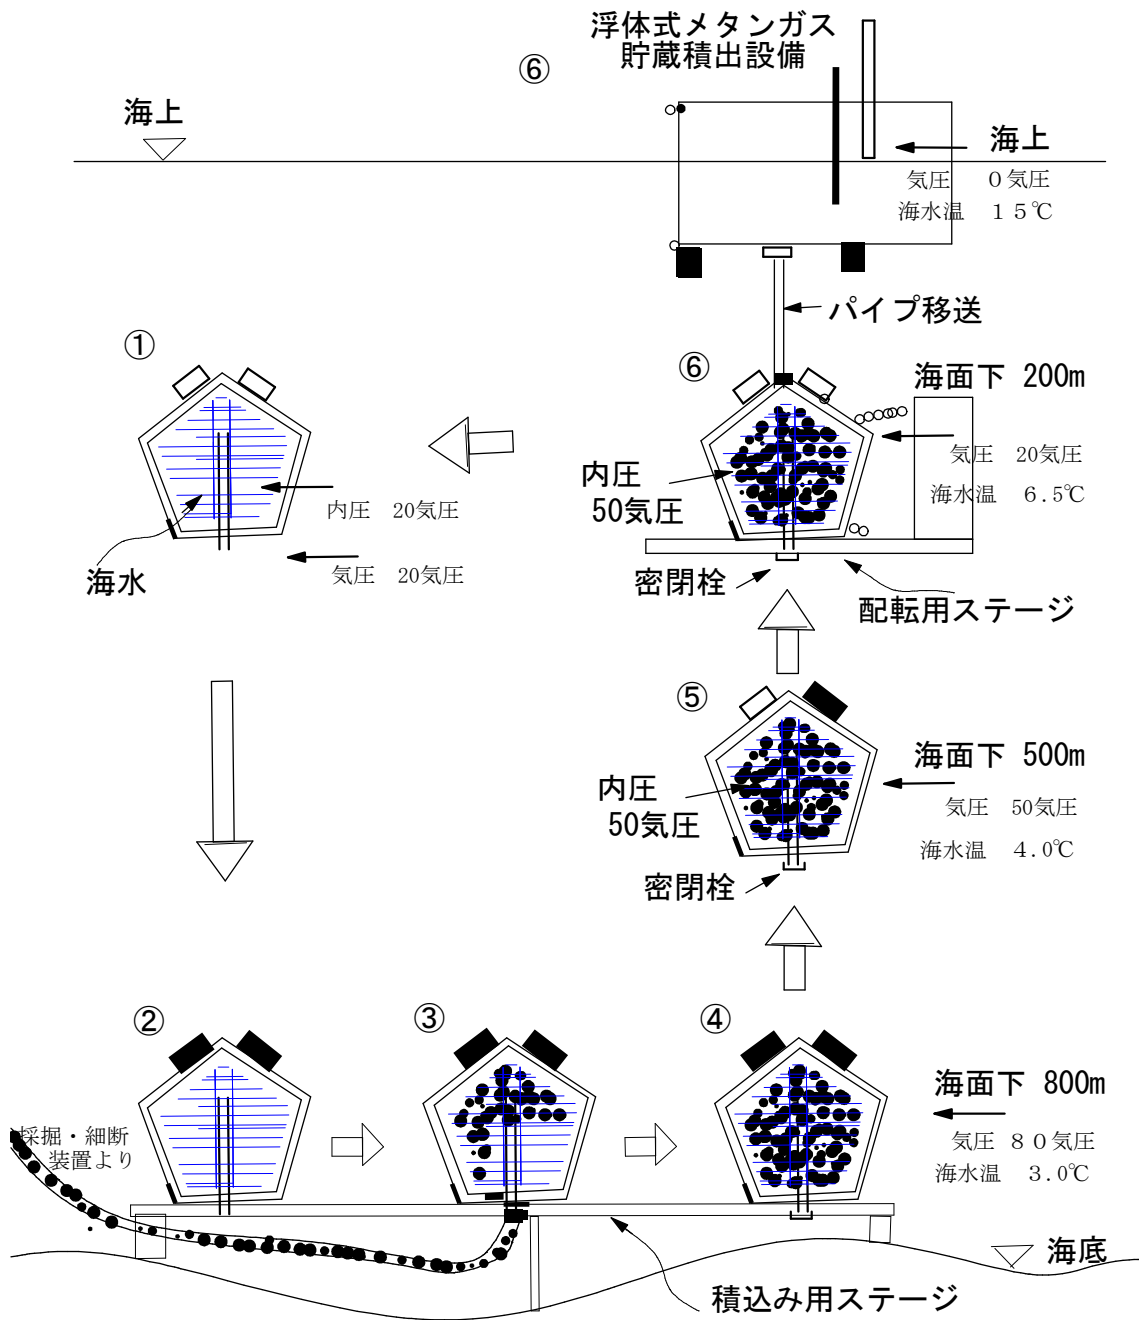 浮体式メタンガス
貯蔵積出設備
⑥
海上
海上
気圧　０気圧
海水温　１５℃
パイプ移送
①
⑥
海面下 200m
気圧　20気圧
海水温　６.５℃
内圧
50気圧
内圧　20気圧
気圧　20気圧
海水
密閉栓
配転用ステージ
⑤
海面下 500m
気圧　50気圧
海水温　４.０℃
内圧
50気圧
密閉栓
②
③
④
海面下 800m
気圧 ８０気圧
海水温　３.０℃
採掘・細断
装置より
海底
積込み用ステージ